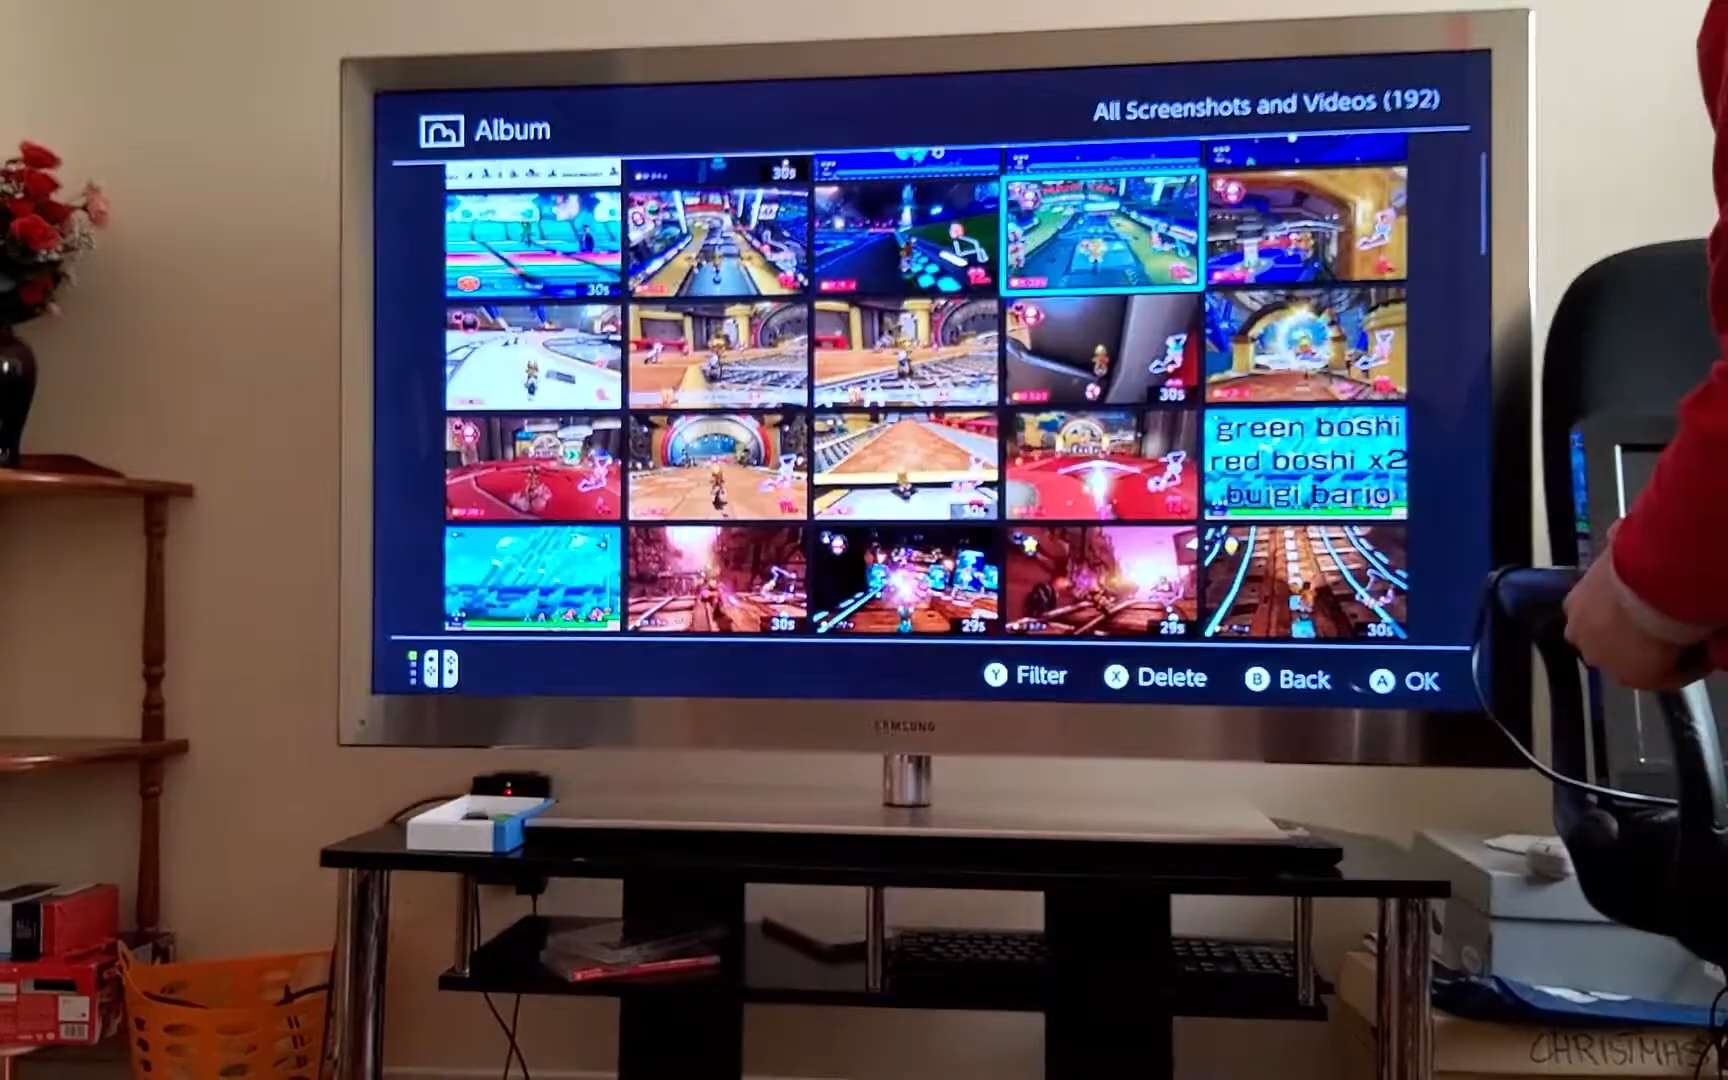 Album
All Screenshots and Videos (192)
30s
30s
30s
green boshi
red boshi x2
buigi bario
30s
30s
29s
29s
30s
Y Filter
X Delete
B Back
A OK
SAMSUNG
CHRISTMAS